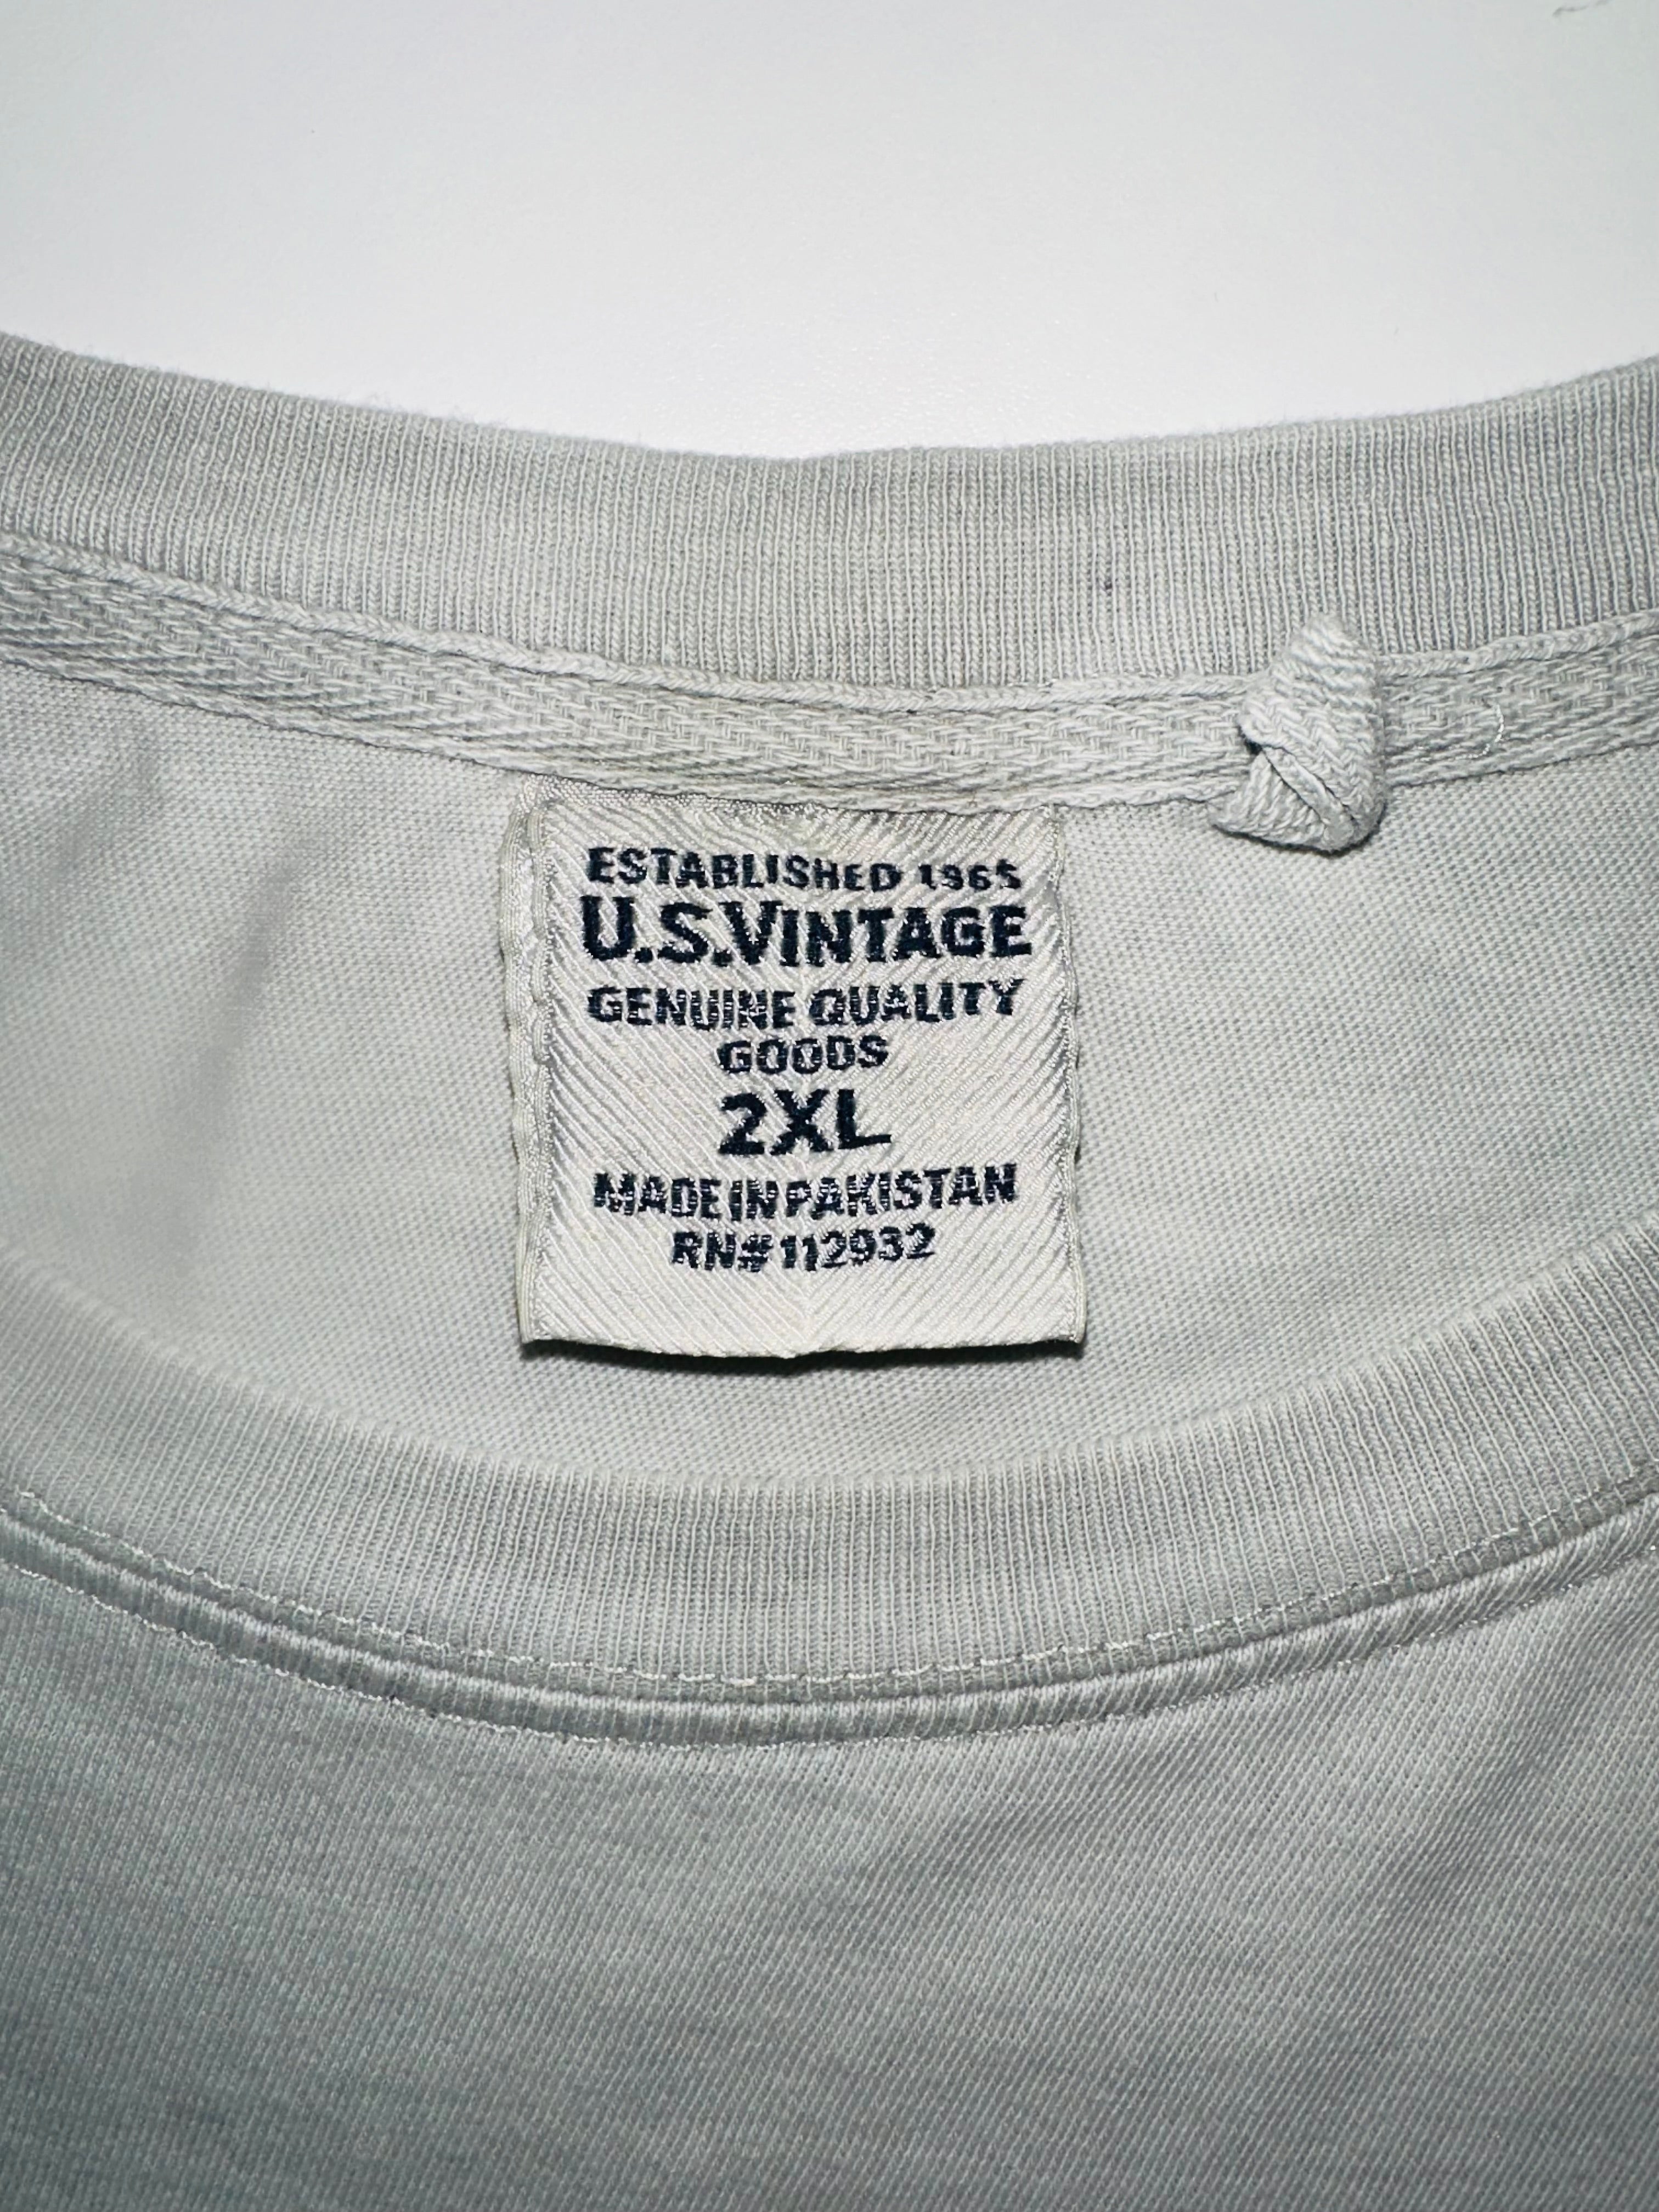 ESTABLISHED 1965
U.S.VINTAGE
GENUINE QUALITY
GOODS
2XL
MADE IN PAKISTAN
RN# 112932